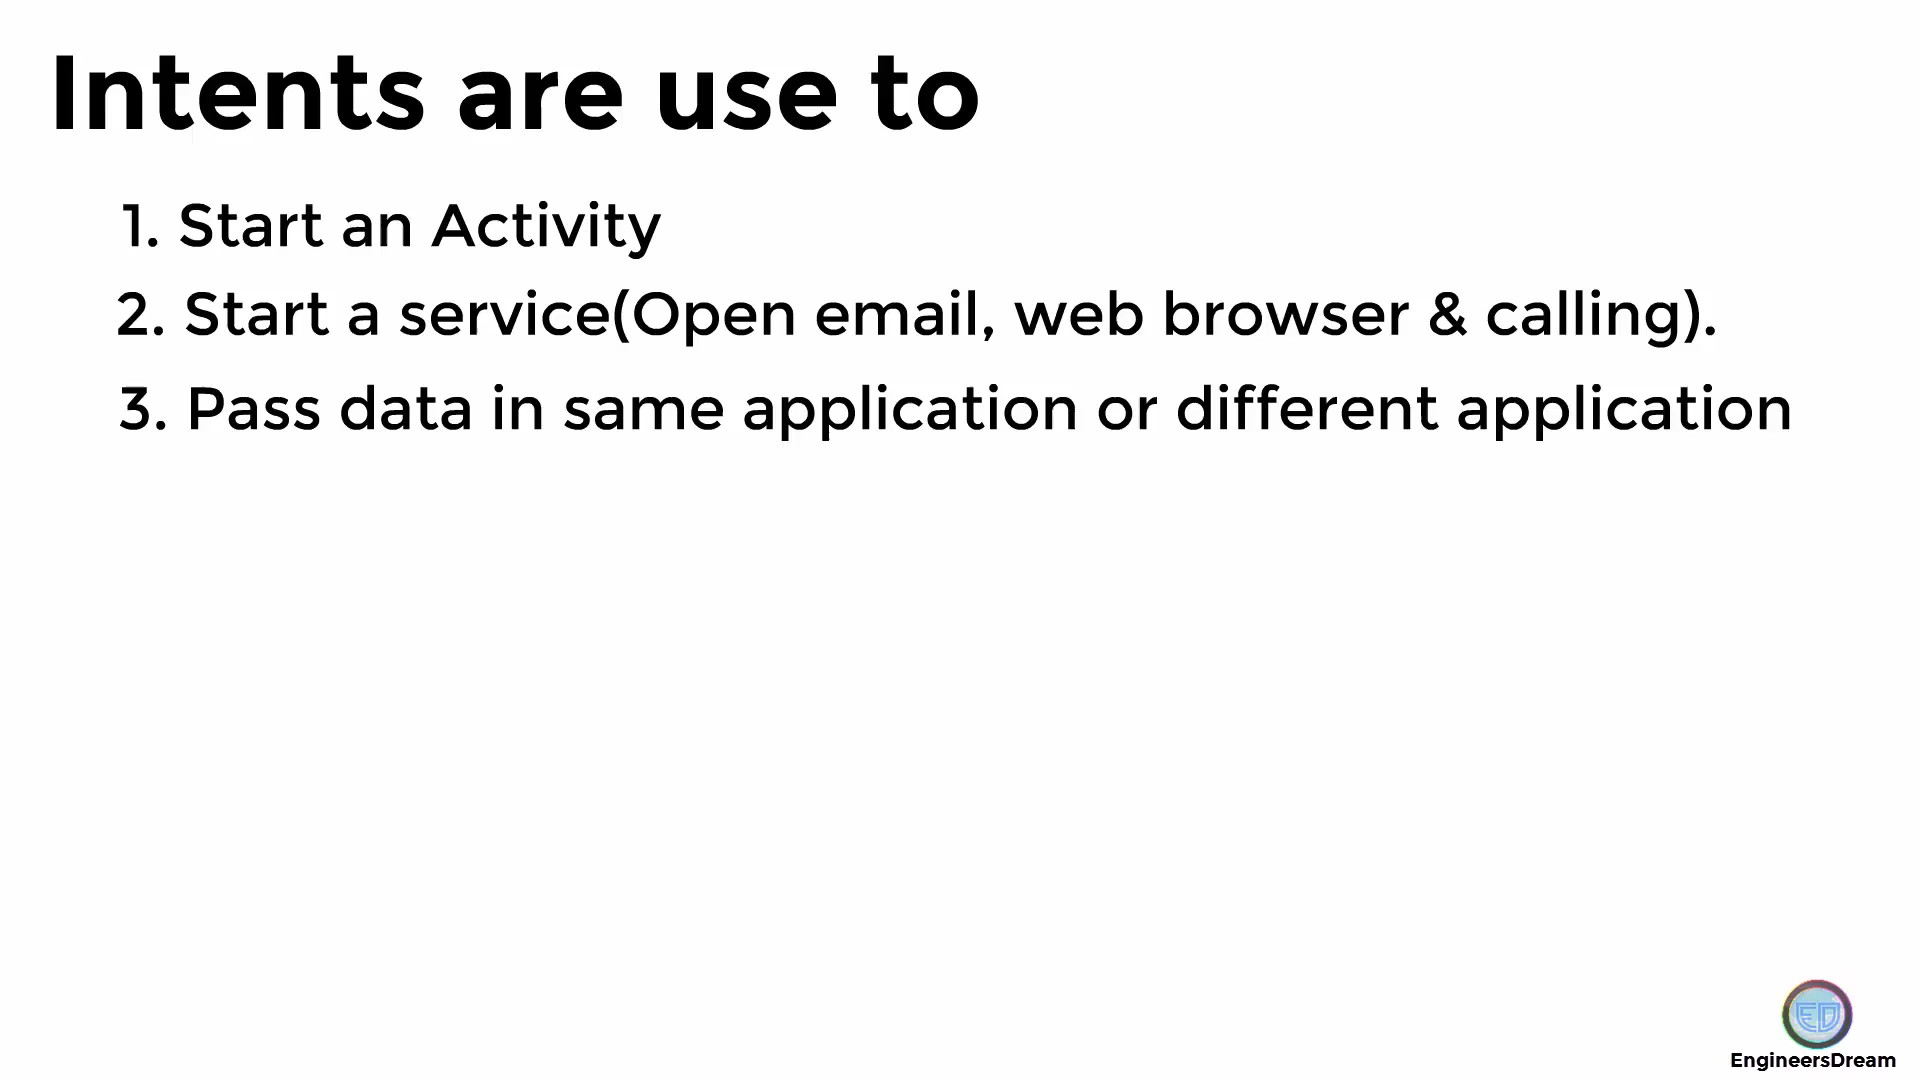 Intents are use to
1. Start an Activity
2. Start a service(Open email, web browser & calling).
3. Pass data in same application or different application
ED
EngineersDream